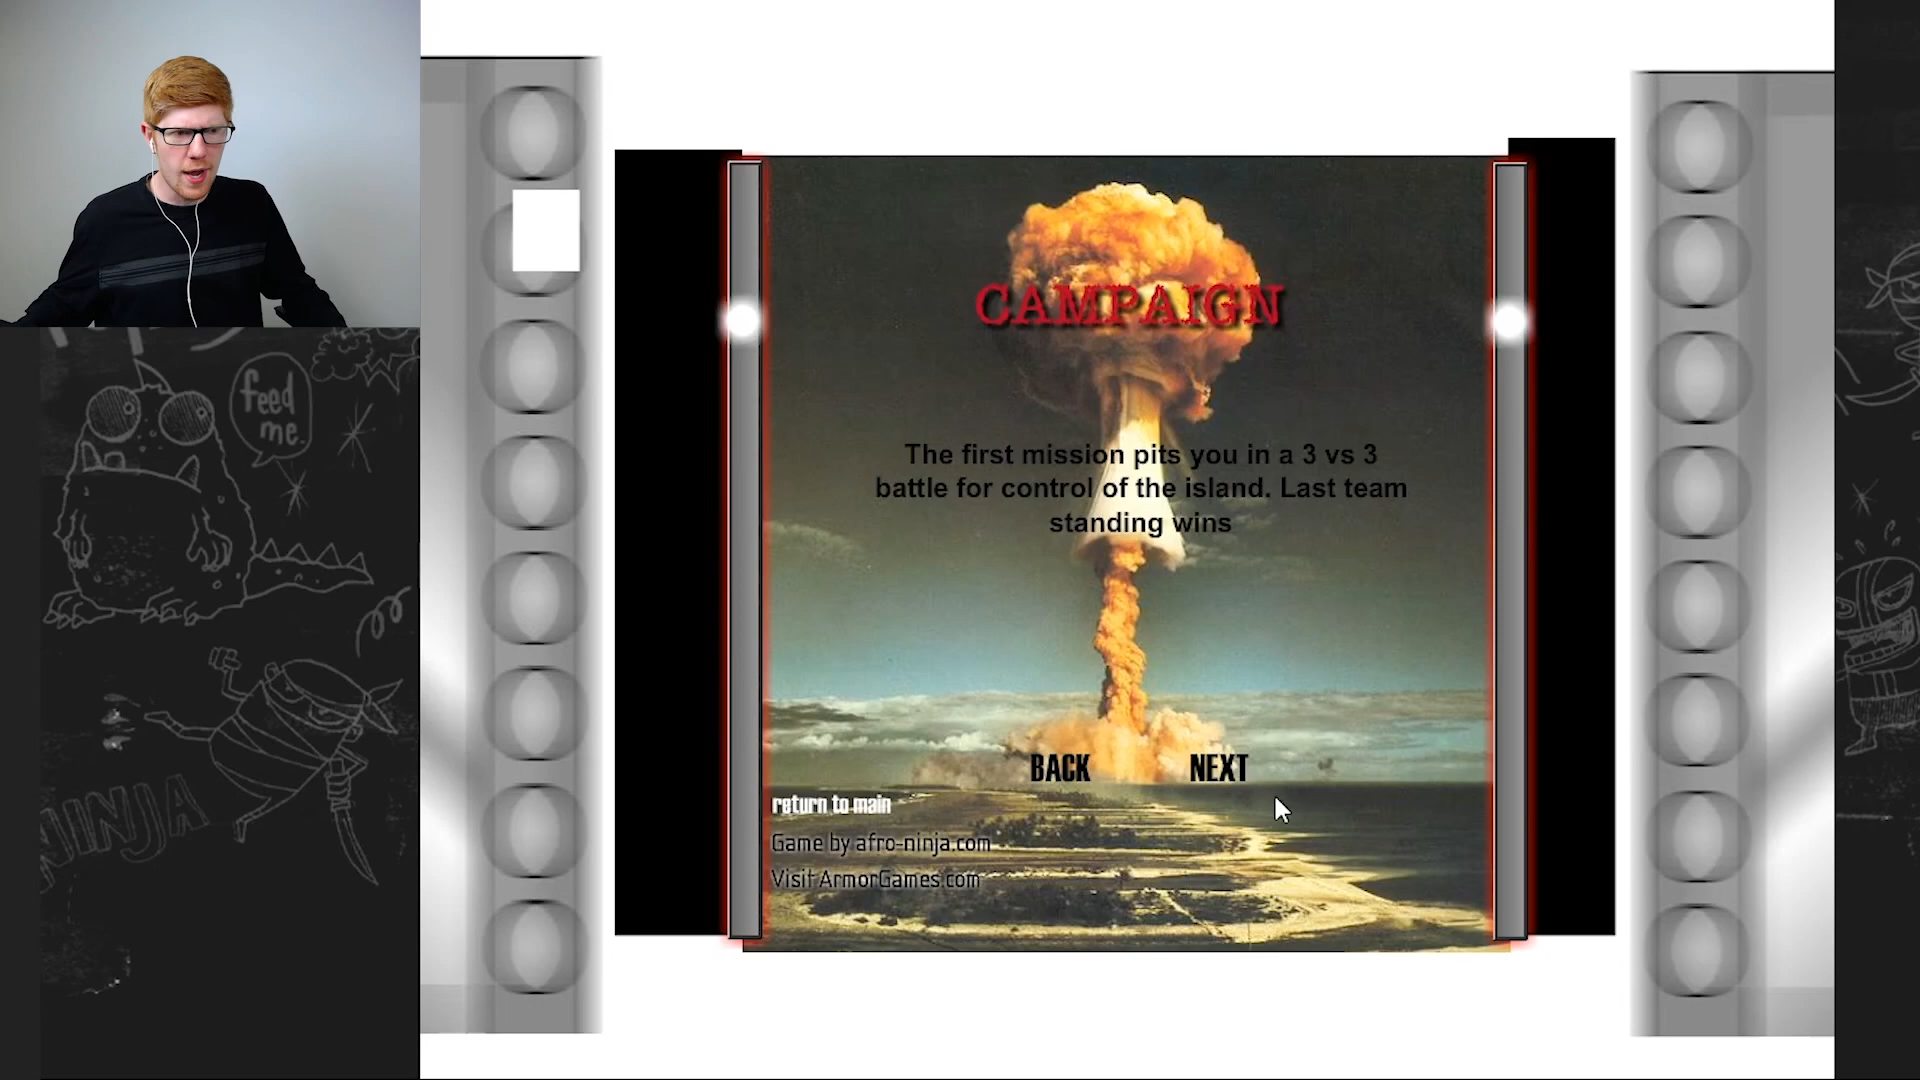 feed
me.
NINJA
CAMPAIGN
The first mission pits you in a 3 vs 3
battle for control of the island. Last team
standing wins
BACK
NEXT
return to main
Game by afro-ninja.com
Visit ArmorGames.com